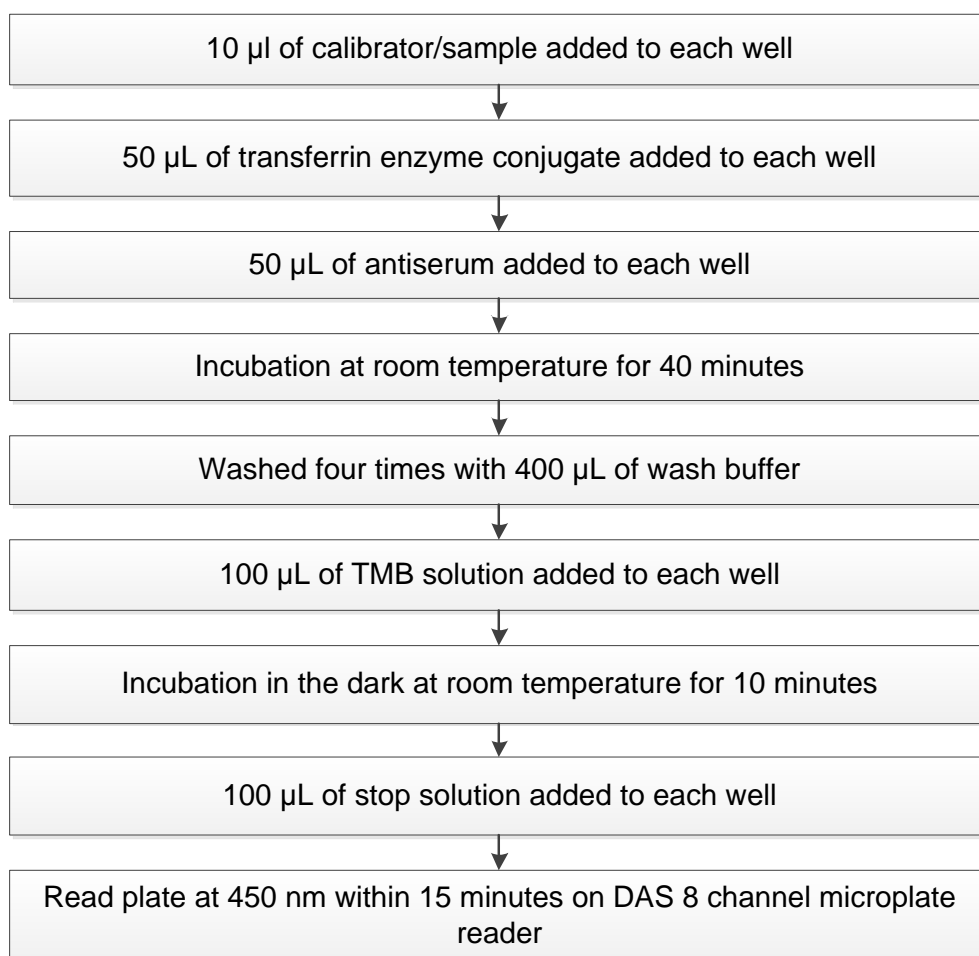 10 µl of calibrator/sample added to each well
50 µL of transferrin enzyme conjugate added to each well
50 µL of antiserum added to each well
Incubation at room temperature for 40 minutes
Washed four times with 400 µL of wash buffer
100 µL of TMB solution added to each well
Incubation in the dark at room temperature for 10 minutes
100 µL of stop solution added to each well
Read plate at 450 nm within 15 minutes on DAS 8 channel microplate
reader